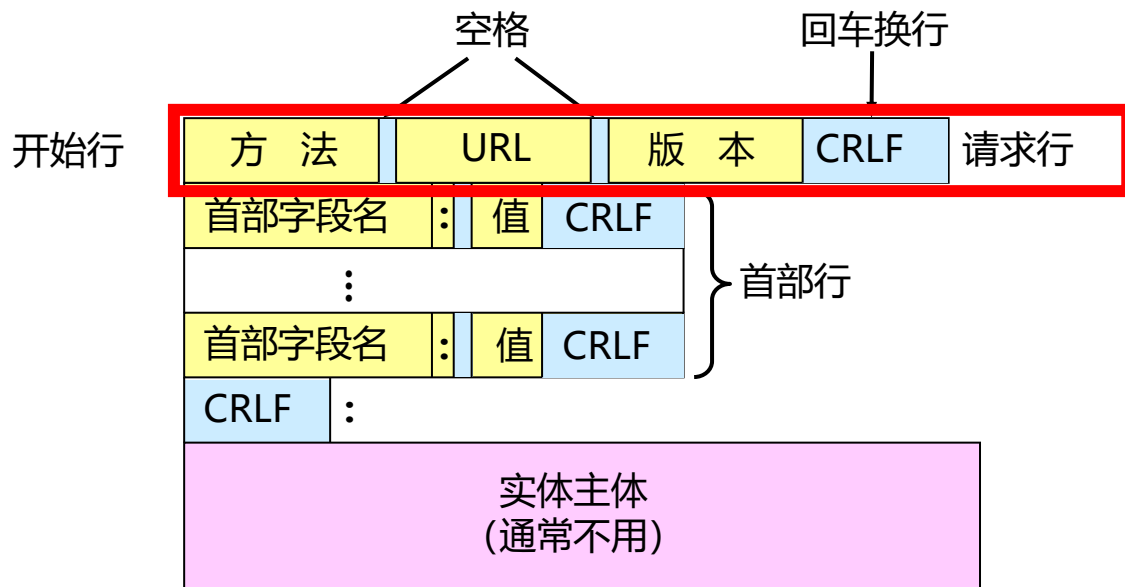 空格 回车换行
开始行 方 法 URL 版 本 CRLF 请求行
首部字段名 : 值 CRLF
⋮ 首部行
首部字段名 : 值 CRLF
CRLF :
实体主体
(通常不用)